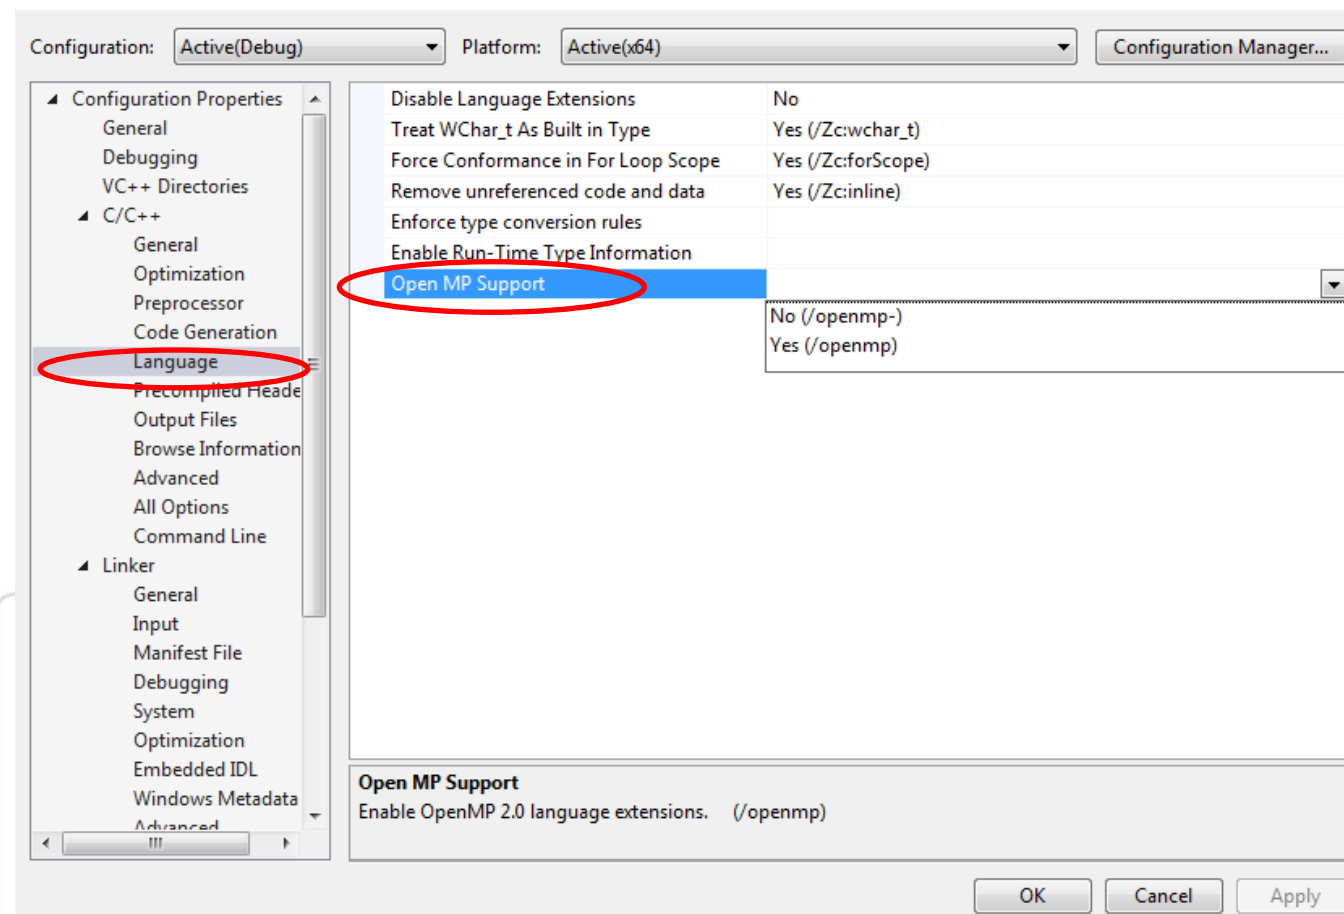 Configuration: Active(Debug) Platform: Active(x64) Configuration Manager...
Configuration Properties
General
Debugging
VC++ Directories
C/C++
General
Optimization
Preprocessor
Code Generation
Language
Precompiled Heade
Output Files
Browse Information
Advanced
All Options
Command Line
Linker
General
Input
Manifest File
Debugging
System
Optimization
Embedded IDL
Windows Metadata
Advanced
Disable Language Extensions No
Treat WChar_t As Built in Type Yes (/Zc:wchar_t)
Force Conformance in For Loop Scope Yes (/Zc:forScope)
Remove unreferenced code and data Yes (/Zc:inline)
Enforce type conversion rules
Enable Run-Time Type Information
Open MP Support
No (/openmp-)
Yes (/openmp)
Open MP Support
Enable OpenMP 2.0 language extensions. (/openmp)
OK Cancel Apply